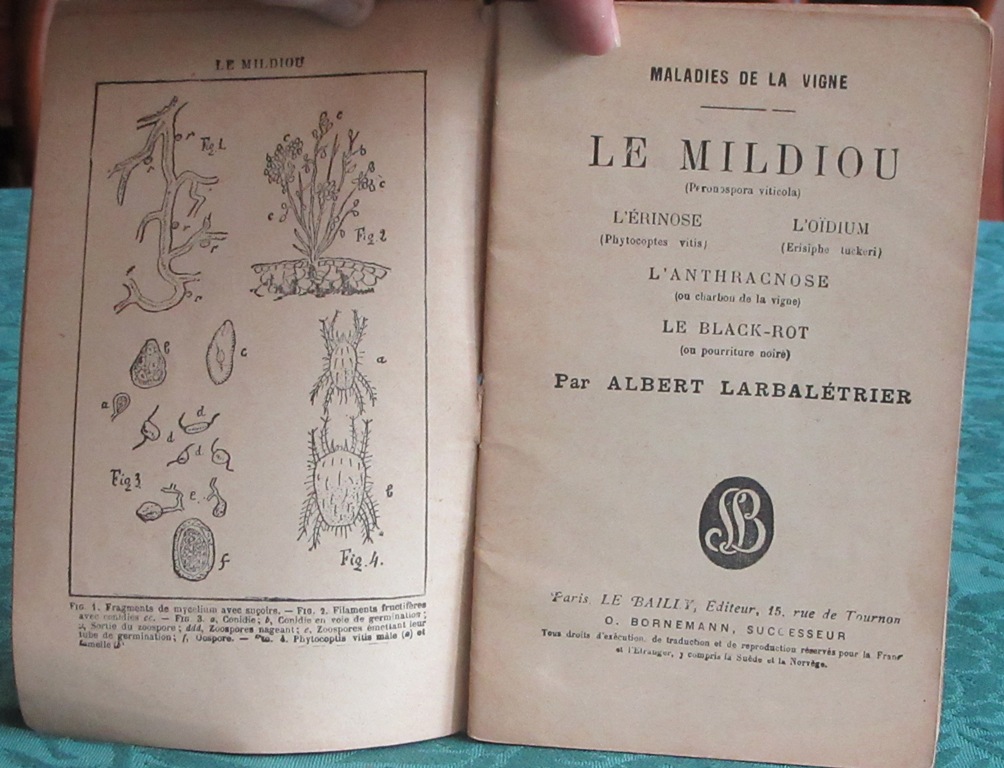 LE MILDIOU
r
Fig 1.
r
r
r
r
c
c
b
B
c
c
b
Fig. 2
b
c
a
a
d
d
d
Fig 3
e.
f
b
Fig. 4.
FIG. 1. Fragments de mycelium avec suçoirs. — FIG. 2. Filaments fructifères
avec conidies cc. — FIG. 3. a, Conidie; b, Conidie en voie de germination;
Sortie du zoospore; ddd, Zoospores nageant; e, Zoospores émettant leur
tube de germination; f, Oospore. — 4. Phytoptis vitis mâle (a) et
femelle
MALADIES DE LA VIGNE
LE MILDIOU
(Peronospora viticola)
L'ÉRINOSE
(Phytocoptes vitis)
L'OÏDIUM
(Erisiphe tuckeri)
L'ANTHRACNOSE
(ou charbon de la vigne)
LE BLACK-ROT
(ou pourriture noire)
Par ALBERT LARBALÉTRIER
LB
Paris, LE BAILLY, Éditeur, 15, rue de Tournon
O. BORNEMANN, SUCCESSEUR
Tous droits d'exécution, de traduction et de reproduction réservés pour la Franc
et l'Etranger, y compris la Suède et la Norvège.